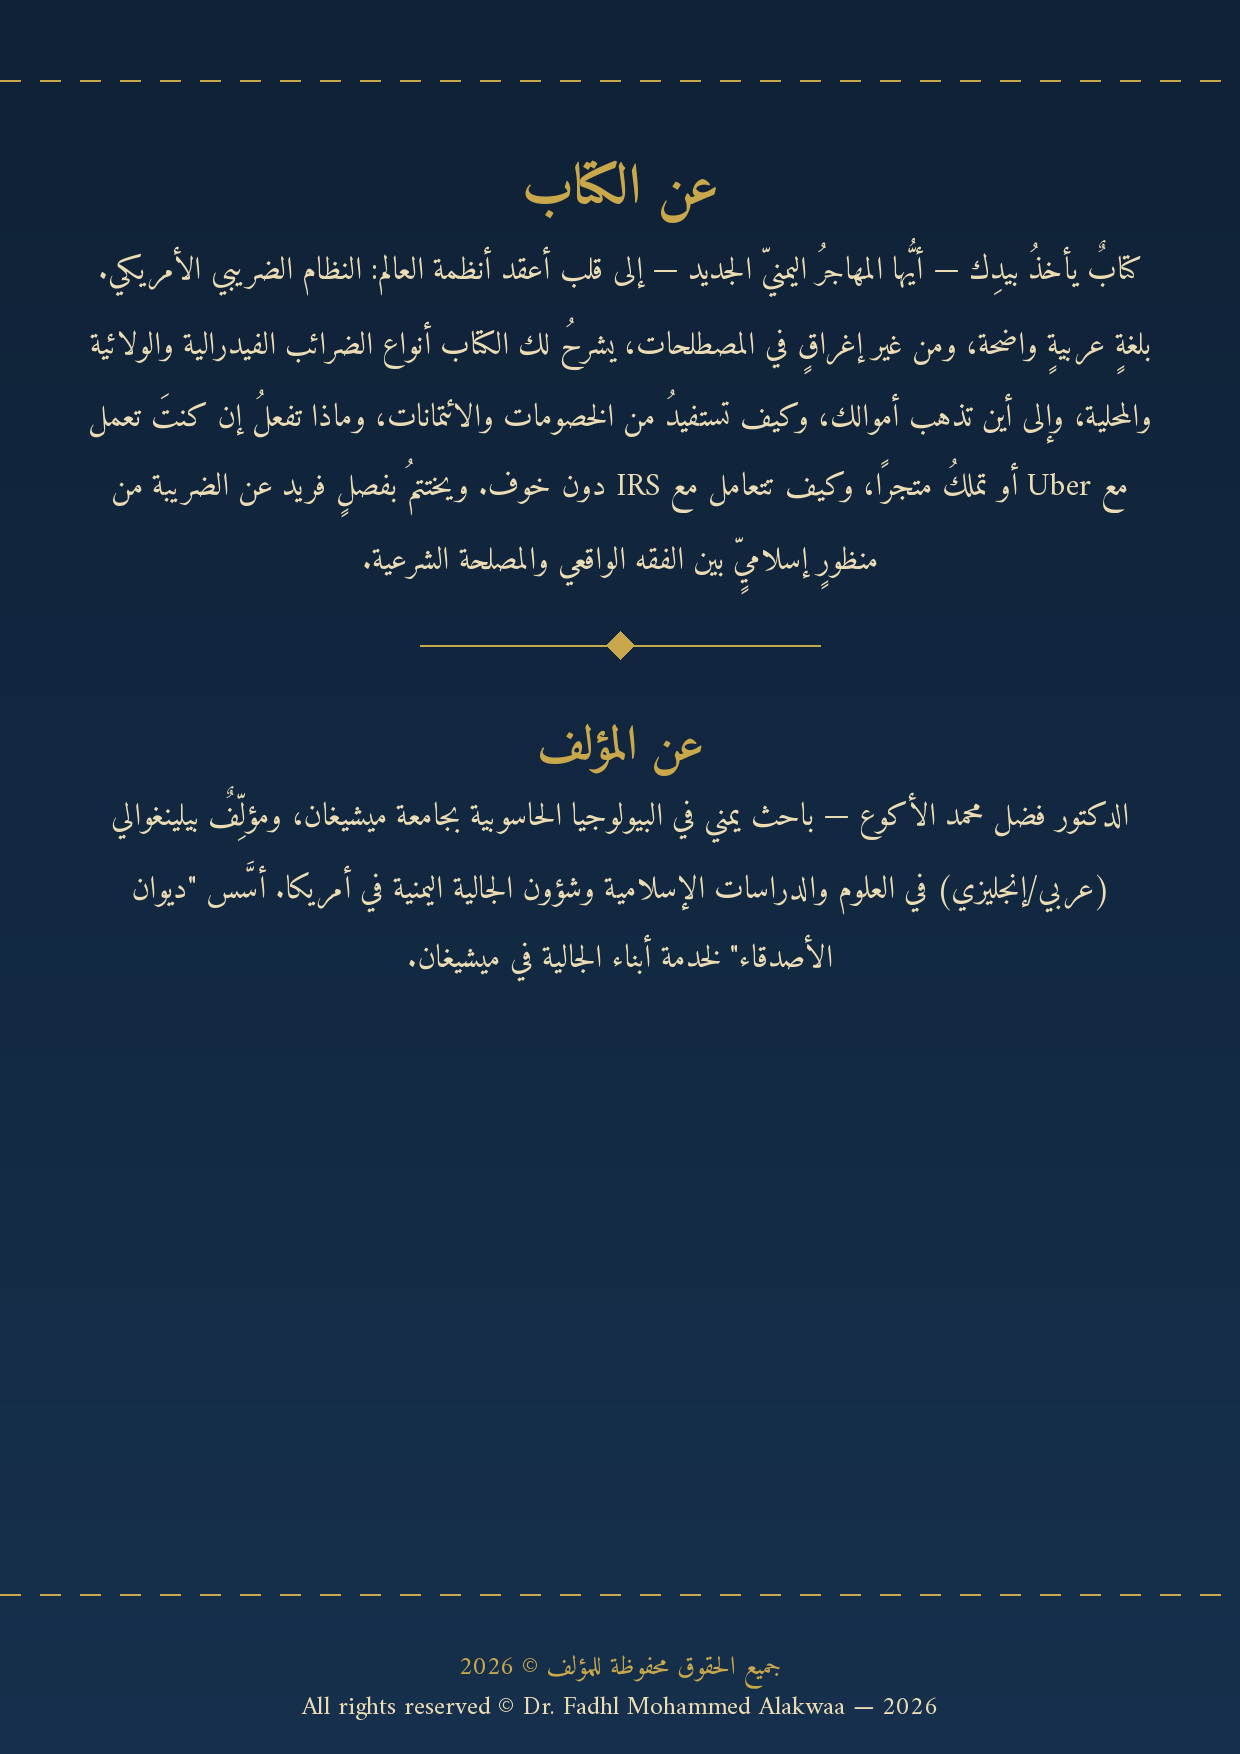 عن الكتاب
كتابٌ يأخذُ بيدِك — أيُّها المهاجرُ اليمنيّ الجديد — إلى قلب أعقد أنظمة العالم: النظام الضريبي الأمريكي.
بلغةٍ عربيةٍ واضحة، ومن غير إغراقٍ في المصطلحات، يشرحُ لك الكتاب أنواع الضرائب الفيدرالية والولائية
والمحلية، وإلى أين تذهب أموالك، وكيف تستفيدُ من الخصومات والائتمانات، وماذا تفعلُ إن كنتَ تعمل
مع Uber أو تملكُ متجرًا، وكيف تتعامل مع IRS دون خوف. ويختتمُ بفصلٍ فريد عن الضريبة من
منظورٍ إسلاميٍّ بين الفقه الواقعي والمصلحة الشرعية.
عن المؤلف
الدكتور فضل محمد الأكوع — باحث يمني في البيولوجيا الحاسوبية بجامعة ميشيغان، ومؤلِّفٌ بيلينغوالي
(عربي/إنجليزي) في العلوم والدراسات الإسلامية وشؤون الجالية اليمنية في أمريكا. أسَّس "ديوان
الأصدقاء" لخدمة أبناء الجالية في ميشيغان.
جميع الحقوق محفوظة للمؤلف © 2026
All rights reserved © Dr. Fadhl Mohammed Alakwaa — 2026